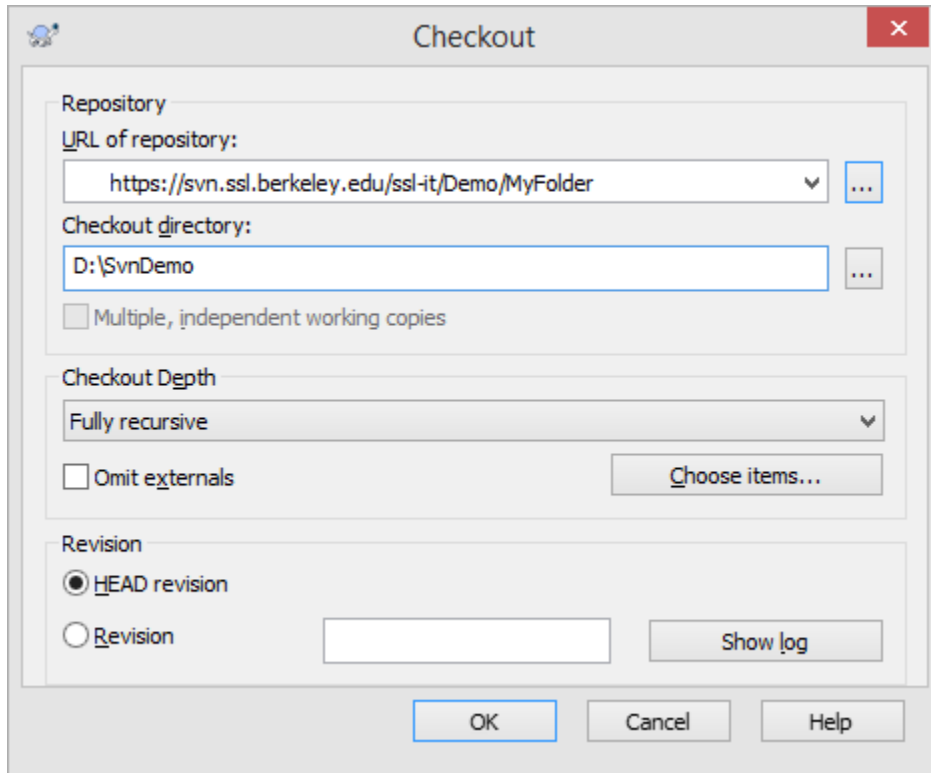 Checkout
Repository
URL of repository:
https://svn.ssl.berkeley.edu/ssl-it/Demo/MyFolder
...
Checkout directory:
D:\SvnDemo
...
Multiple, independent working copies
Checkout Depth
Fully recursive
Omit externals
Choose items...
Revision
HEAD revision
Revision
Show log
OK
Cancel
Help